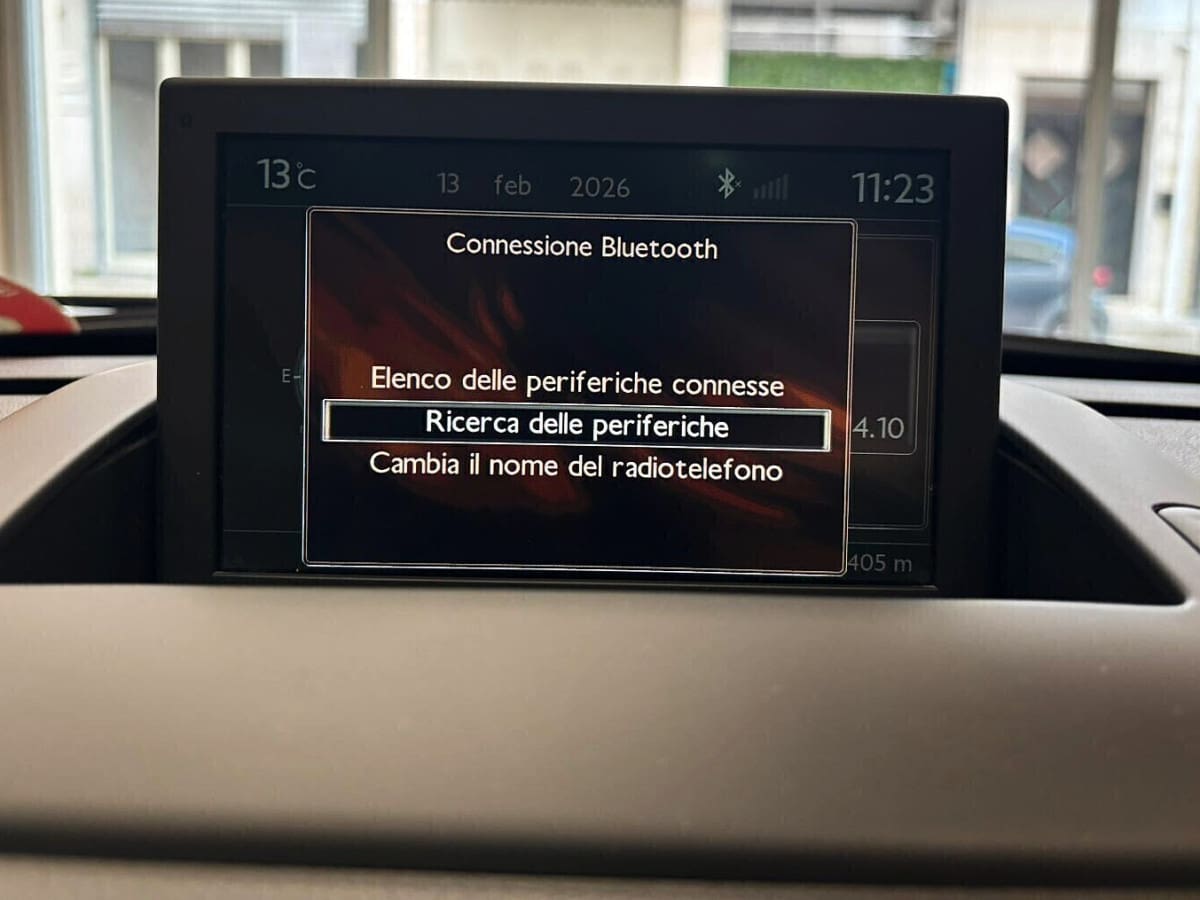 13°C 13 feb 2026 11:23
Connessione Bluetooth
Elenco delle periferiche connesse
E-
Ricerca delle periferiche
4.10
Cambia il nome del radiotelefono
405 m